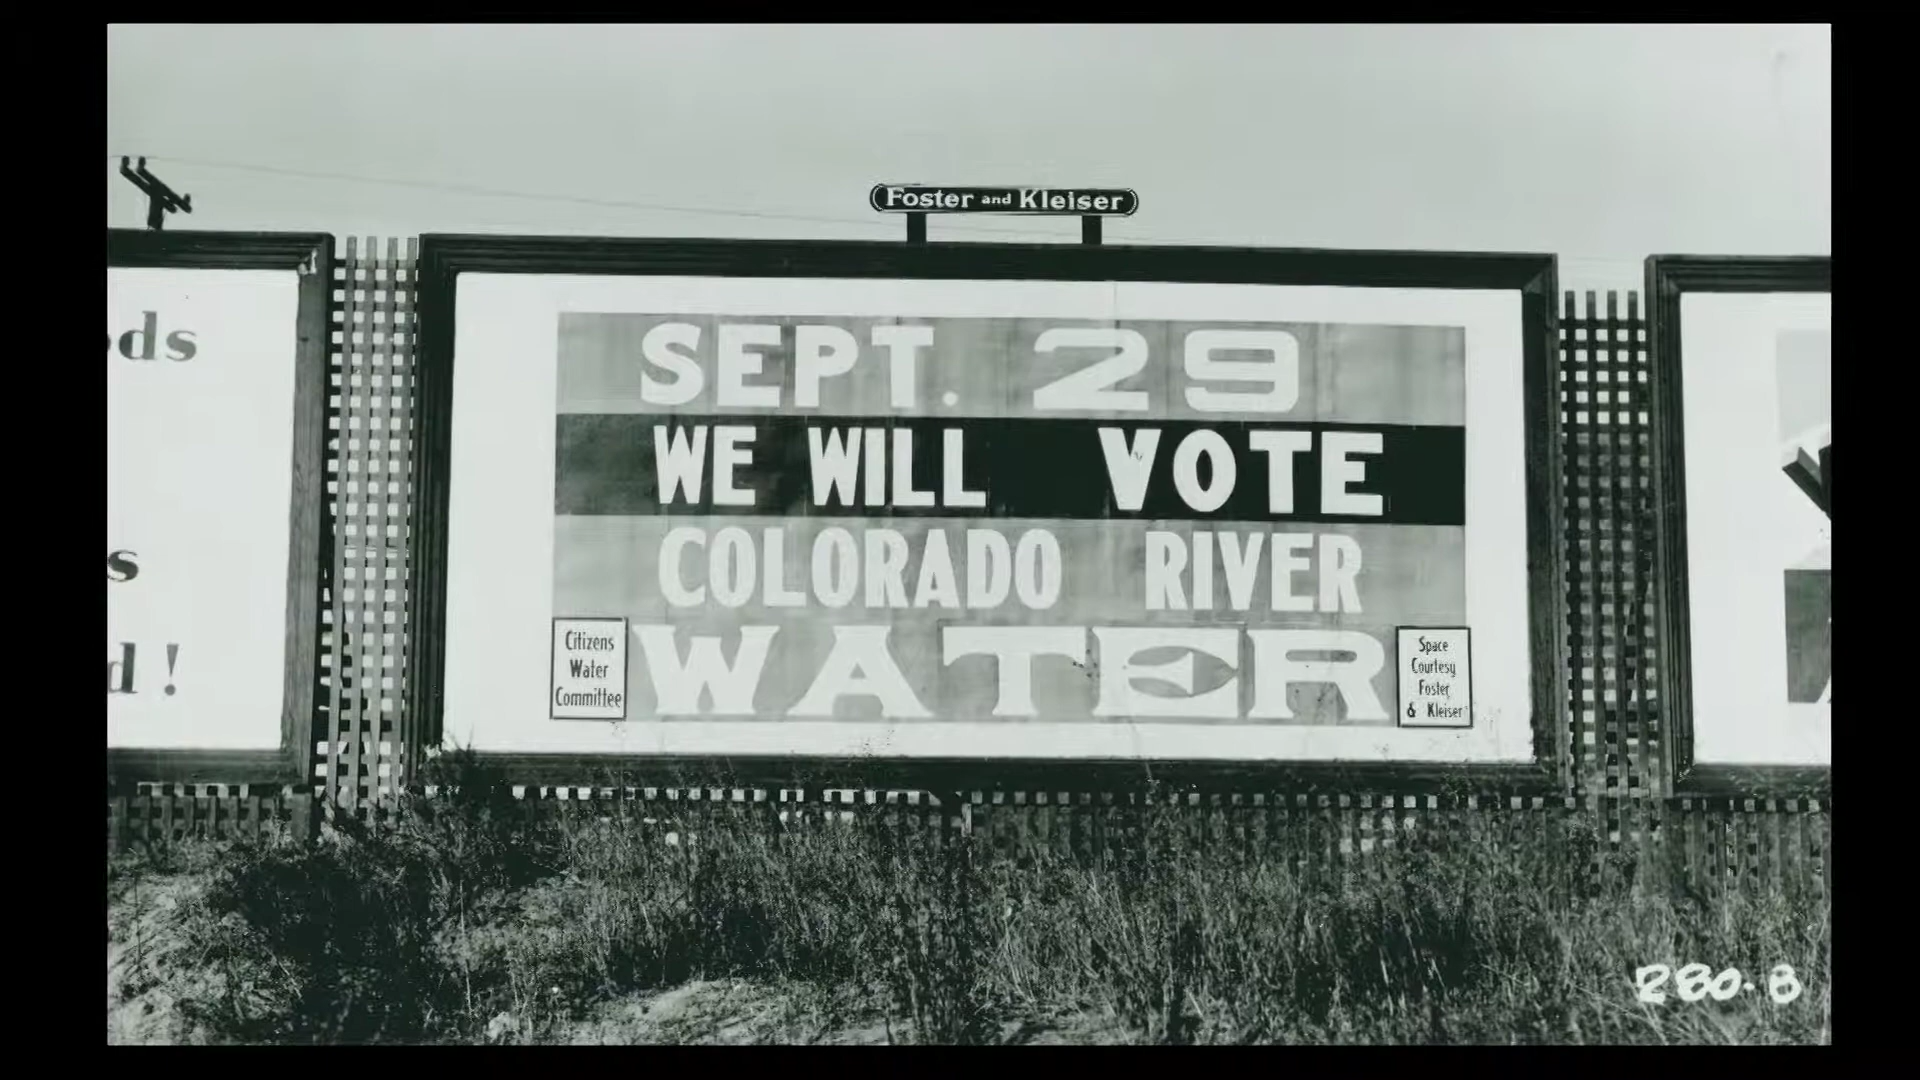 Foster and Kleiser
SEPT. 29
WE WILL VOTE
COLORADO RIVER
WATER
Citizens
Water
Committee
Space
Courtesy
Foster
& Kleiser
ds
s
d!
280-8